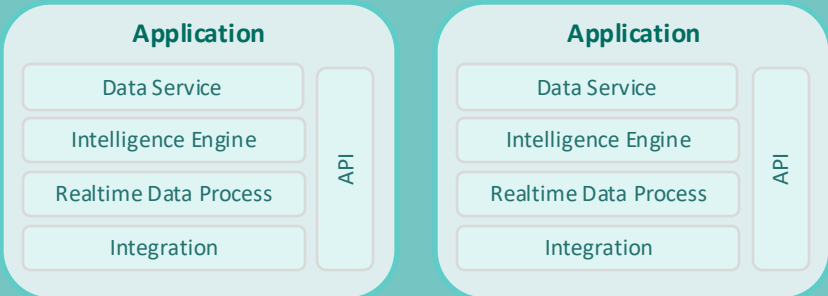 Application
Data Service
Intelligence Engine
Realtime Data Process
Integration
API
Application
Data Service
Intelligence Engine
Realtime Data Process
Integration
API